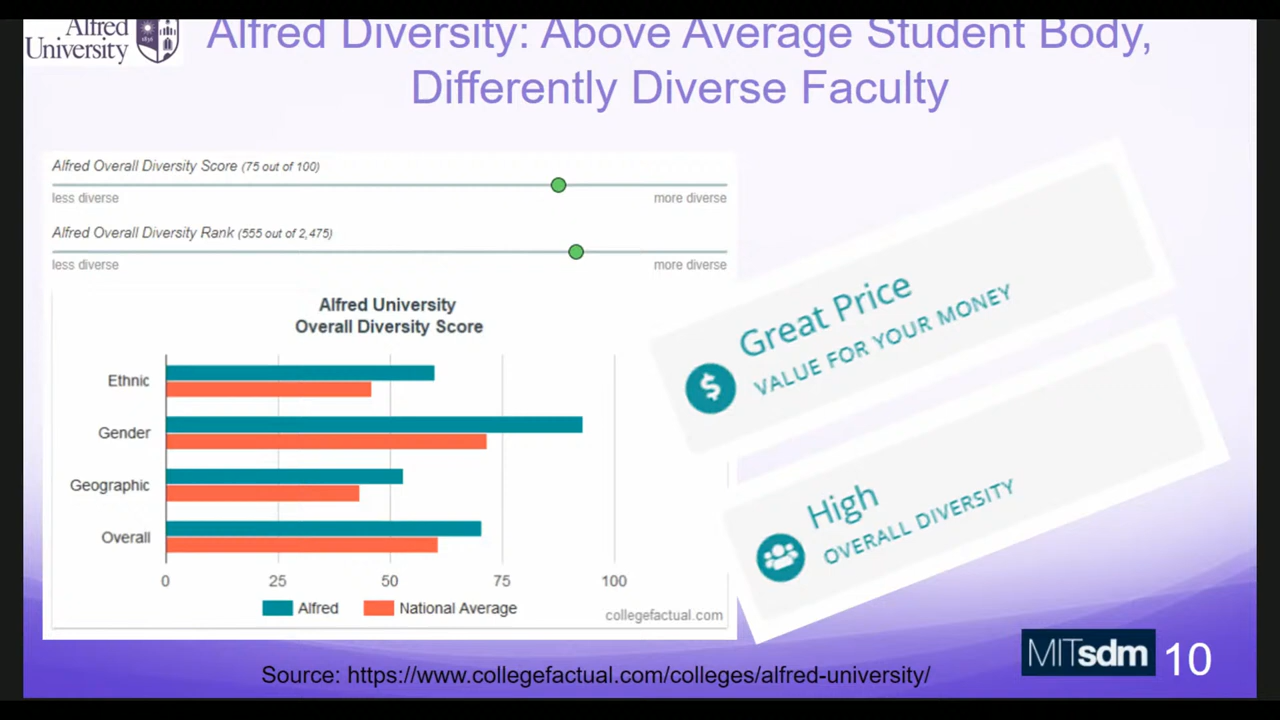 Alfred
University
Alfred Diversity: Above Average Student Body,
Differently Diverse Faculty
Alfred Overall Diversity Score (75 out of 100)
less diverse
more diverse
Alfred Overall Diversity Rank (555 out of 2,475)
less diverse
more diverse
Alfred University
Overall Diversity Score
Ethnic
Gender
Geographic
Overall
0 25 50 75 100
Alfred
National Average
collegefactual.com
Great Price
VALUE FOR YOUR MONEY
$
High
OVERALL DIVERSITY
Source: https://www.collegefactual.com/colleges/alfred-university/
MITsdm
10